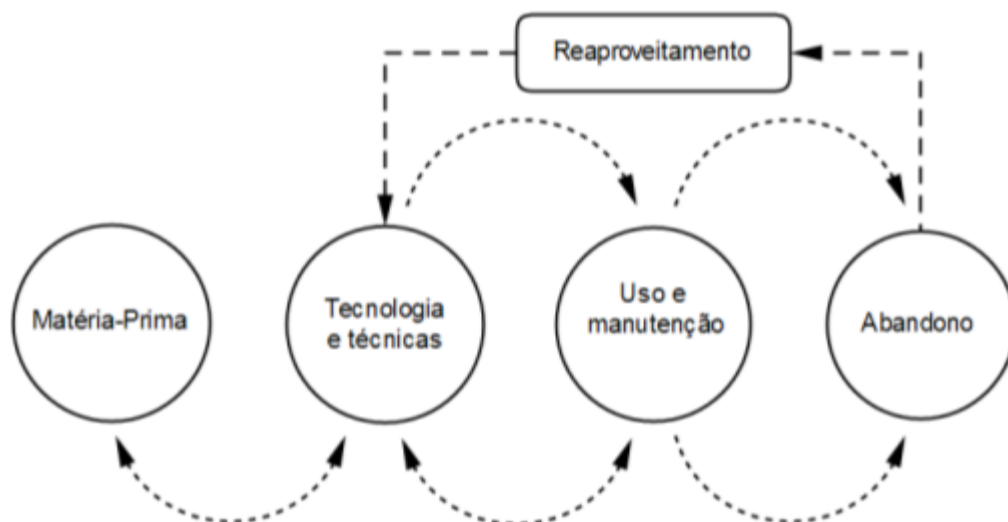 Reaproveitamento
Matéria-Prima
Tecnologia
e técnicas
Uso e
manutenção
Abandono